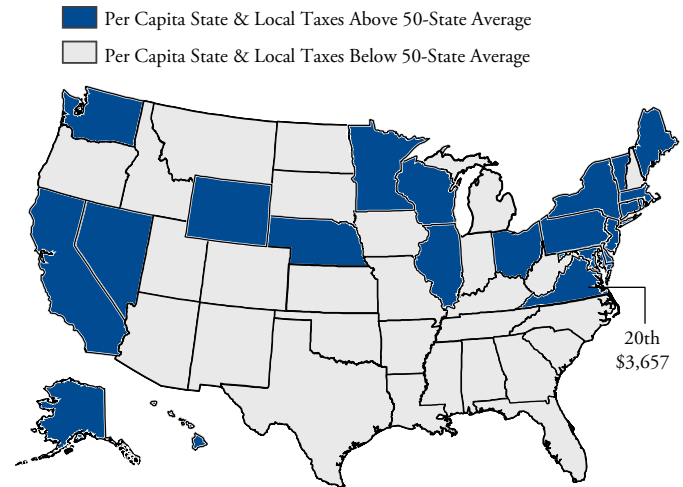 Per Capita State & Local Taxes Above 50-State Average
Per Capita State & Local Taxes Below 50-State Average
20th
$3,657